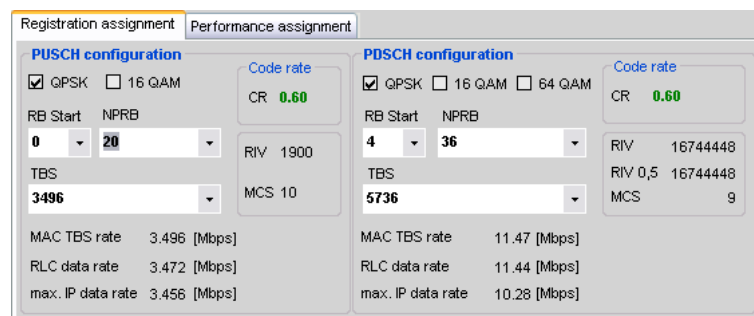 Registration assignment
Performance assignment
PUSCH configuration
QPSK 16 QAM
RB Start NPRB
0 20
TBS
3496
Code rate
CR 0.60
RIV 1900
MCS 10
MAC TBS rate 3.496 [Mbps]
RLC data rate 3.472 [Mbps]
max. IP data rate 3.456 [Mbps]
PDSCH configuration
QPSK 16 QAM 64 QAM
RB Start NPRB
4 36
TBS
5736
Code rate
CR 0.60
RIV 16744448
RIV 0,5 16744448
MCS 9
MAC TBS rate 11.47 [Mbps]
RLC data rate 11.44 [Mbps]
max. IP data rate 10.28 [Mbps]